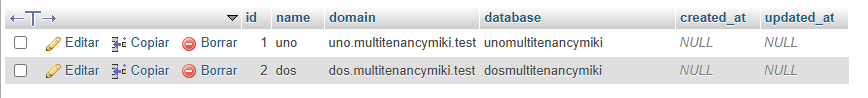 id name domain database created_at updated_at
Editar Copiar Borrar 1 uno uno.multitenancymiki.test unomultitenancymiki NULL NULL
Editar Copiar Borrar 2 dos dos.multitenancymiki.test dosmultitenancymiki NULL NULL